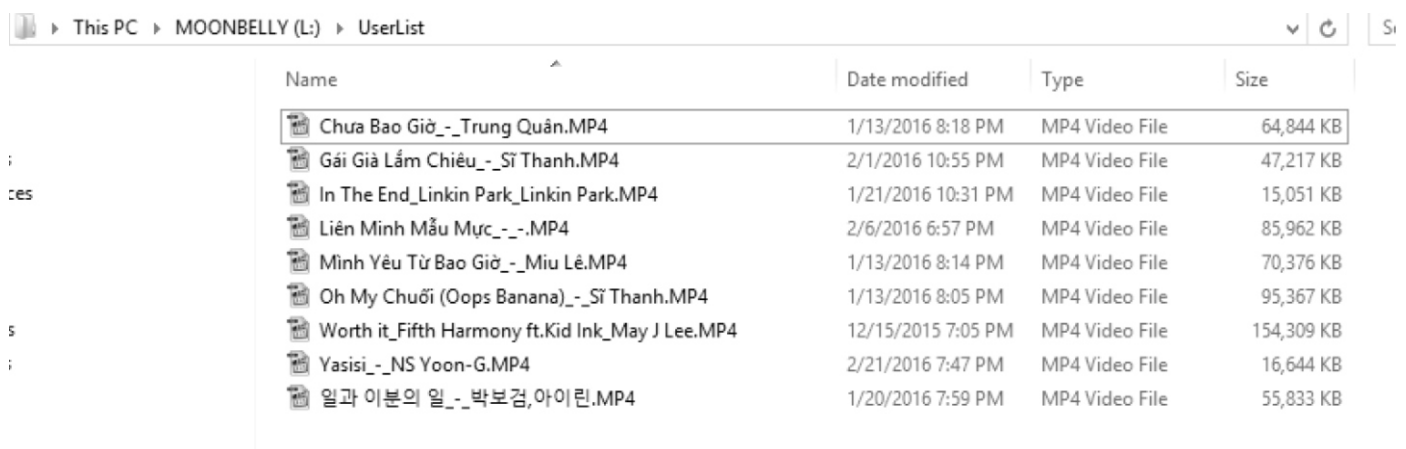 This PC MOONBELLY (L:) UserList
Name Date modified Type Size
Chưa Bao Giờ_-_Trung Quân.MP4 1/13/2016 8:18 PM MP4 Video File 64,844 KB
Gái Già Lắm Chiêu_-_Sĩ Thanh.MP4 2/1/2016 10:55 PM MP4 Video File 47,217 KB
In The End_Linkin Park_Linkin Park.MP4 1/21/2016 10:31 PM MP4 Video File 15,051 KB
Liên Minh Mẫu Mực_-_-.MP4 2/6/2016 6:57 PM MP4 Video File 85,962 KB
Mình Yêu Từ Bao Giờ_-_Miu Lê.MP4 1/13/2016 8:14 PM MP4 Video File 70,376 KB
Oh My Chuối (Oops Banana)_-_Sĩ Thanh.MP4 1/13/2016 8:05 PM MP4 Video File 95,367 KB
Worth it_Fifth Harmony ft.Kid Ink_May J Lee.MP4 12/15/2015 7:05 PM MP4 Video File 154,309 KB
Yasisi_-_NS Yoon-G.MP4 2/21/2016 7:47 PM MP4 Video File 16,644 KB
일과 이분의 일_-_박보검,아이린.MP4 1/20/2016 7:59 PM MP4 Video File 55,833 KB